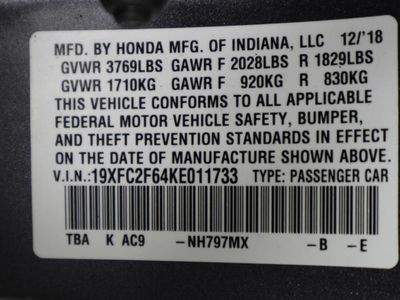 MFD. BY HONDA MFG. OF INDIANA, LLC 12/'18
GVWR 3769LBS GAWR F 2028LBS R 1829LBS
GVWR 1710KG GAWR F 920KG R 830KG
THIS VEHICLE CONFORMS TO ALL APPLICABLE
FEDERAL MOTOR VEHICLE SAFETY, BUMPER,
AND THEFT PREVENTION STANDARDS IN EFFECT
ON THE DATE OF MANUFACTURE SHOWN ABOVE.
V.I.N.: 19XFC2F64KE011733 TYPE: PASSENGER CAR
TBA K AC9 -NH797MX -B -E